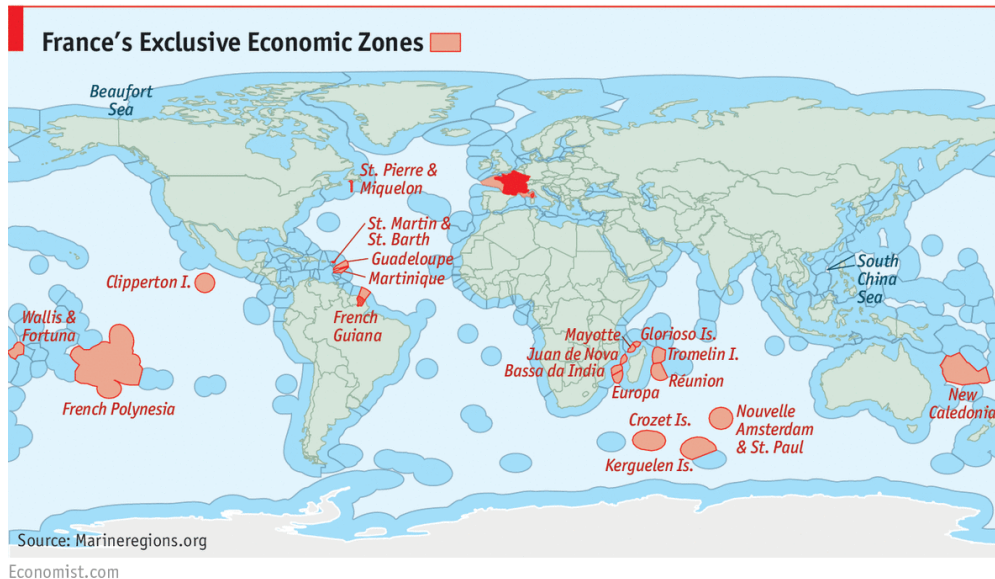 France's Exclusive Economic Zones
Beaufort
Sea
St. Pierre &
Miquelon
St. Martin &
St. Barth
Guadeloupe
Martinique
Clipperton I.
French
Guiana
Wallis &
Fortuna
French Polynesia
South
China
Sea
Mayotte
Glorioso Is.
Juan de Nova
Tromelin I.
Bassa da India
Réunion
Europa
New
Caledonia
Crozet Is.
Nouvelle
Amsterdam
& St. Paul
Kerguelen Is.
Source: Marineregions.org
Economist.com